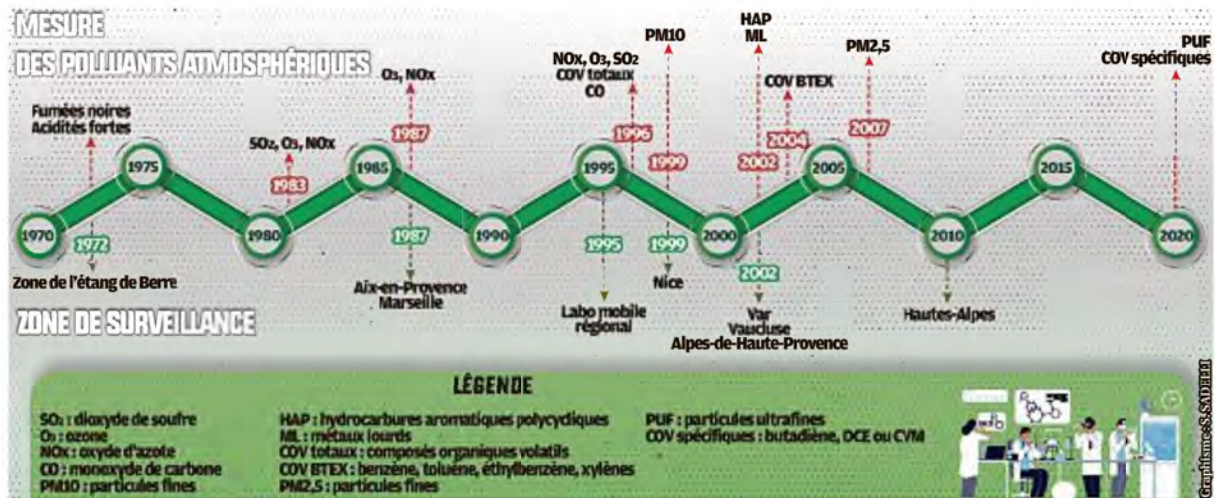 MESURE
DES POLLUANTS ATMOSPHÉRIQUES
Fumées noires
Acidités fortes
SO₂, O₃, NOx
O₃, NOx
NOx, O₃, SO₂
COV totaux
CO
PM10
HAP
ML
COV BTEX
PM2,5
PUF
COV spécifiques
1983
1987
1996
1999
2002
2004
2007
1970
1975
1980
1985
1990
1995
2000
2005
2010
2015
2020
1972
1987
1995
1999
2002
Zone de l'étang de Berre
Aix-en-Provence
Marseille
Labo mobile
régional
Nice
Var
Vaucluse
Alpes-de-Haute-Provence
Hautes-Alpes
ZONE DE SURVEILLANCE
LÉGENDE
SO₂ : dioxyde de soufre
O₃ : ozone
NOx : oxyde d'azote
CO : monoxyde de carbone
PM10 : particules fines
HAP : hydrocarbures aromatiques polycycliques
ML : métaux lourds
COV totaux : composés organiques volatils
COV BTEX : benzène, toluène, éthylbenzène, xylènes
PM2,5 : particules fines
PUF : particules ultrafines
COV spécifiques : butadiène, DCE ou CVM
Graphisme : S.SADEFFI